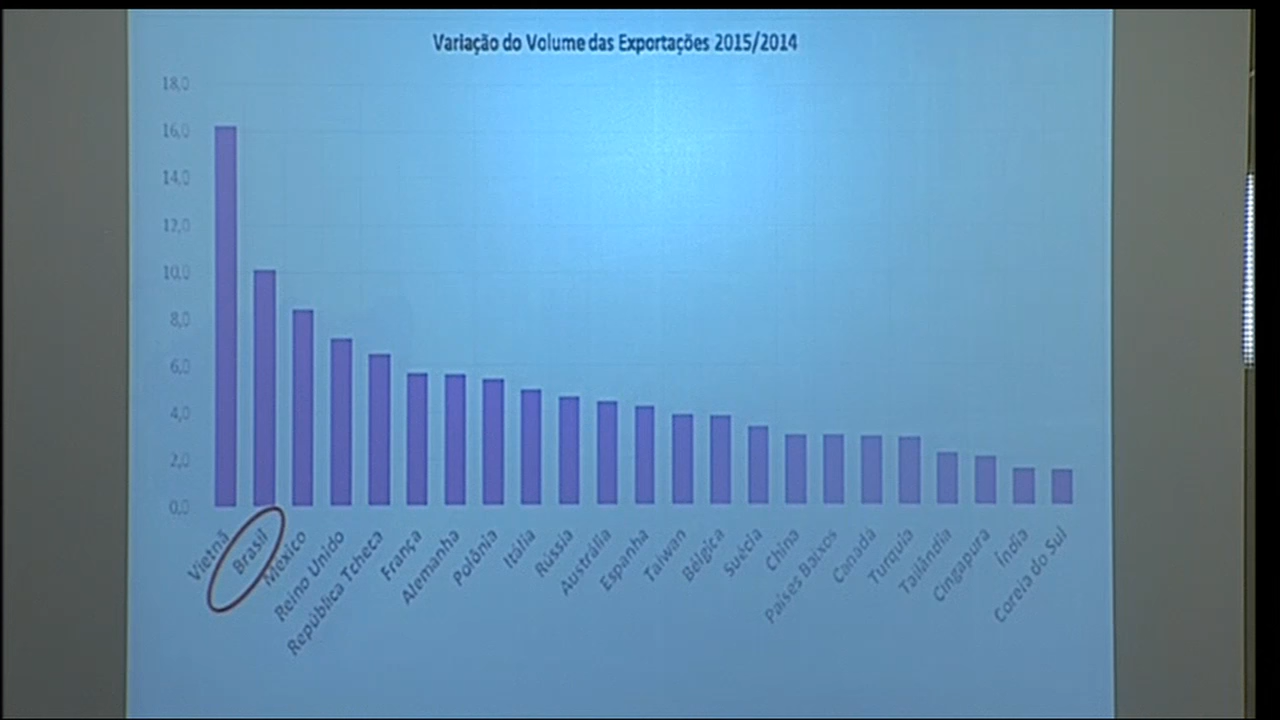 Variação do Volume das Exportações 2015/2014
18,0
16,0
14,0
12,0
10,0
8,0
6,0
4,0
2,0
0,0
Vietnã
Brasil
México
Reino Unido
República Tcheca
França
Alemanha
Polônia
Itália
Rússia
Austrália
Espanha
Taiwan
Bélgica
Suécia
China
Países Baixos
Canadá
Turquia
Tailândia
Cingapura
Índia
Coreia do Sul